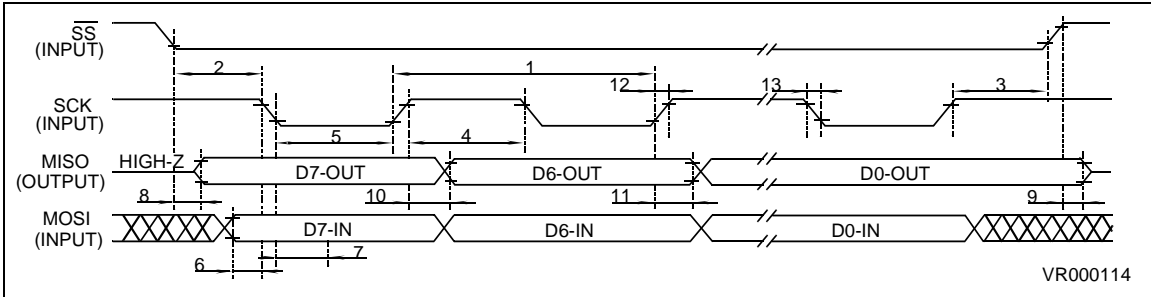 SS
(INPUT)
2
1
12
13
3
SCK
(INPUT)
5
4
MISO
(OUTPUT)
HIGH-Z
D7-OUT
D6-OUT
D0-OUT
8
10
11
9
MOSI
(INPUT)
D7-IN
D6-IN
D0-IN
7
6
VR000114